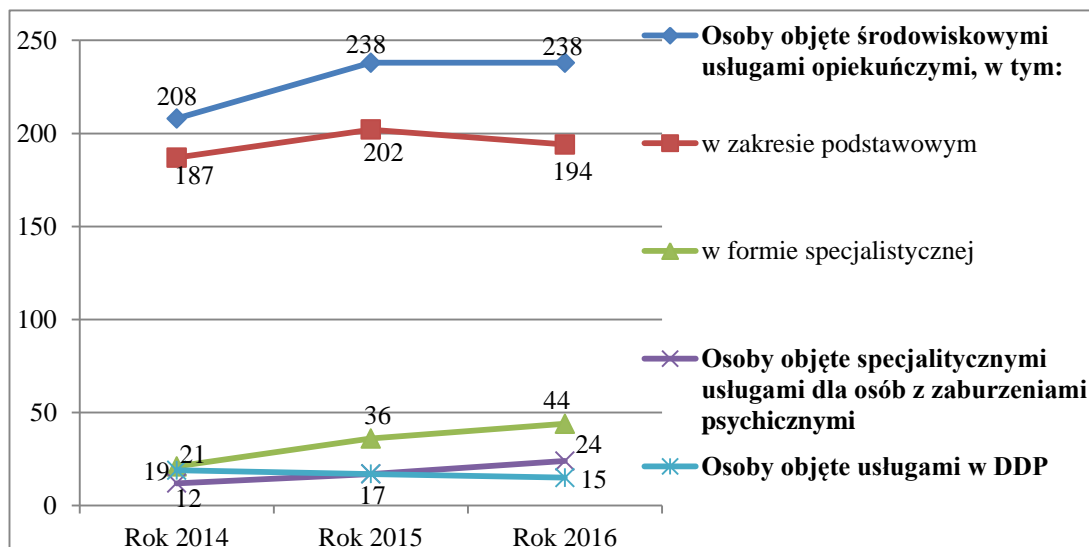 250
200
150
100
50
0
208
238
238
187
202
194
21
36
44
19
12
17
24
15
Rok 2014
Rok 2015
Rok 2016
Osoby objęte środowiskowymi
usługami opiekuńczymi, w tym:
w zakresie podstawowym
w formie specjalistycznej
Osoby objęte specjalitycznymi
usługami dla osób z zaburzeniami
psychicznymi
Osoby objęte usługami w DDP